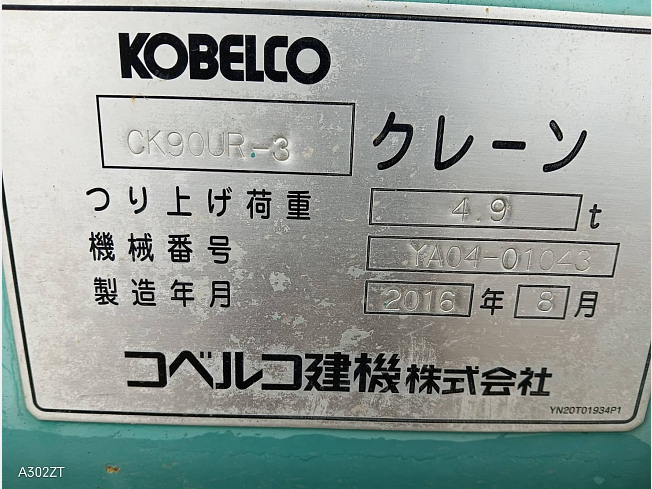 KOBELCO
CK90UR-3 クレーン
つり上げ荷重 4.9 t
機械番号 YA04-01043
製造年月 2016 年 8 月
コベルコ建機株式会社
YN20T01934P1
A302ZT